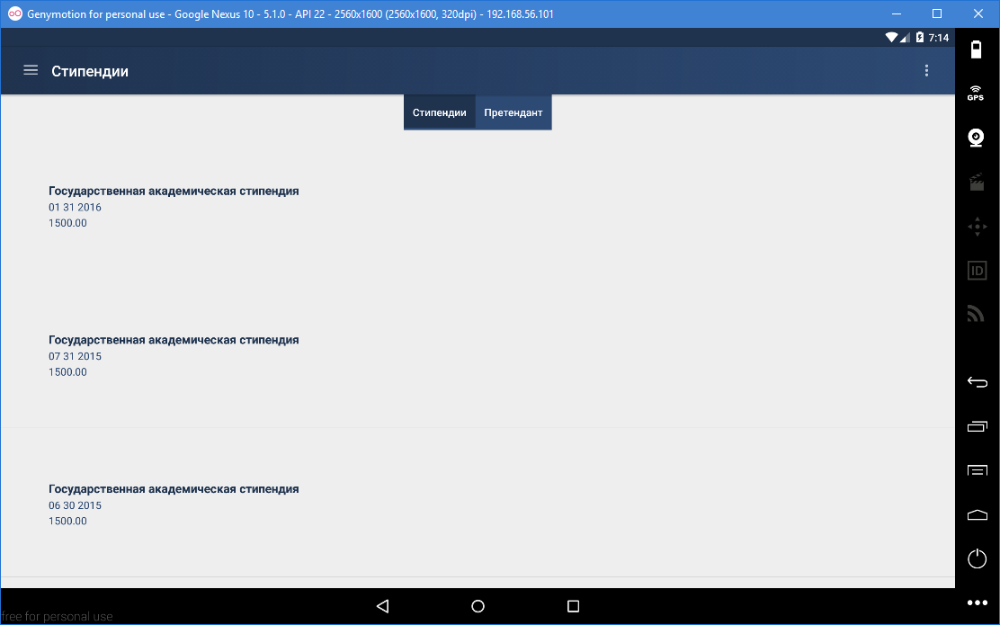 Genymotion for personal use - Google Nexus 10 - 5.1.0 - API 22 - 2560x1600 (2560x1600, 320dpi) - 192.168.56.101
7:14
Стипендии
GPS
Стипендии Претендант
Государственная академическая стипендия
01 31 2016
1500.00
ID
Государственная академическая стипендия
07 31 2015
1500.00
Государственная академическая стипендия
06 30 2015
1500.00
free for personal use